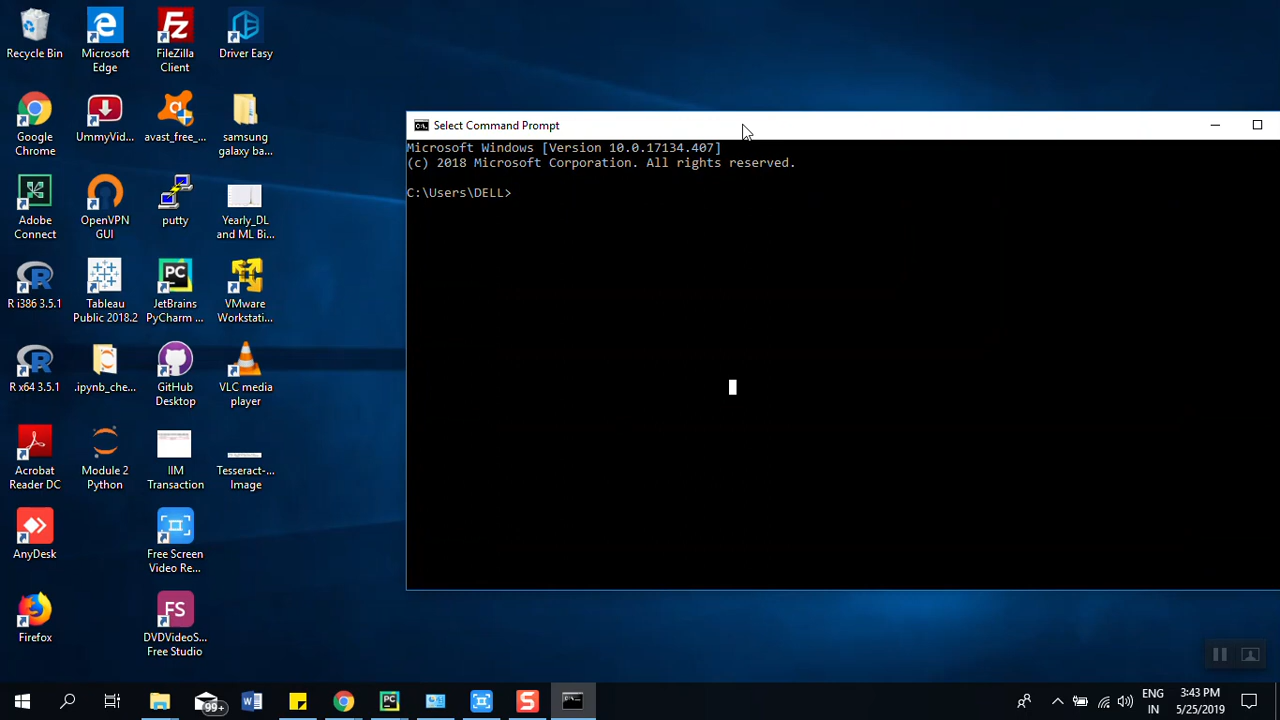 Recycle Bin
Microsoft
Edge
FileZilla
Client
Driver Easy
Google
Chrome
UmmyVid...
avast_free_...
samsung
galaxy ba...
Adobe
Connect
OpenVPN
GUI
putty
Yearly_DL
and ML Bi...
R i386 3.5.1
Tableau
Public 2018.2
JetBrains
PyCharm ...
VMware
Workstati...
R x64 3.5.1
.ipynb_che...
GitHub
Desktop
VLC media
player
Acrobat
Reader DC
Module 2
Python
IIM
Transaction
Tesseract-...
Image
AnyDesk
Free Screen
Video Re...
Firefox
DVDVideoS...
Free Studio
Select Command Prompt
Microsoft Windows [Version 10.0.17134.407]
(c) 2018 Microsoft Corporation. All rights reserved.
C:\Users\DELL>
99+
ENG
IN
3:43 PM
5/25/2019